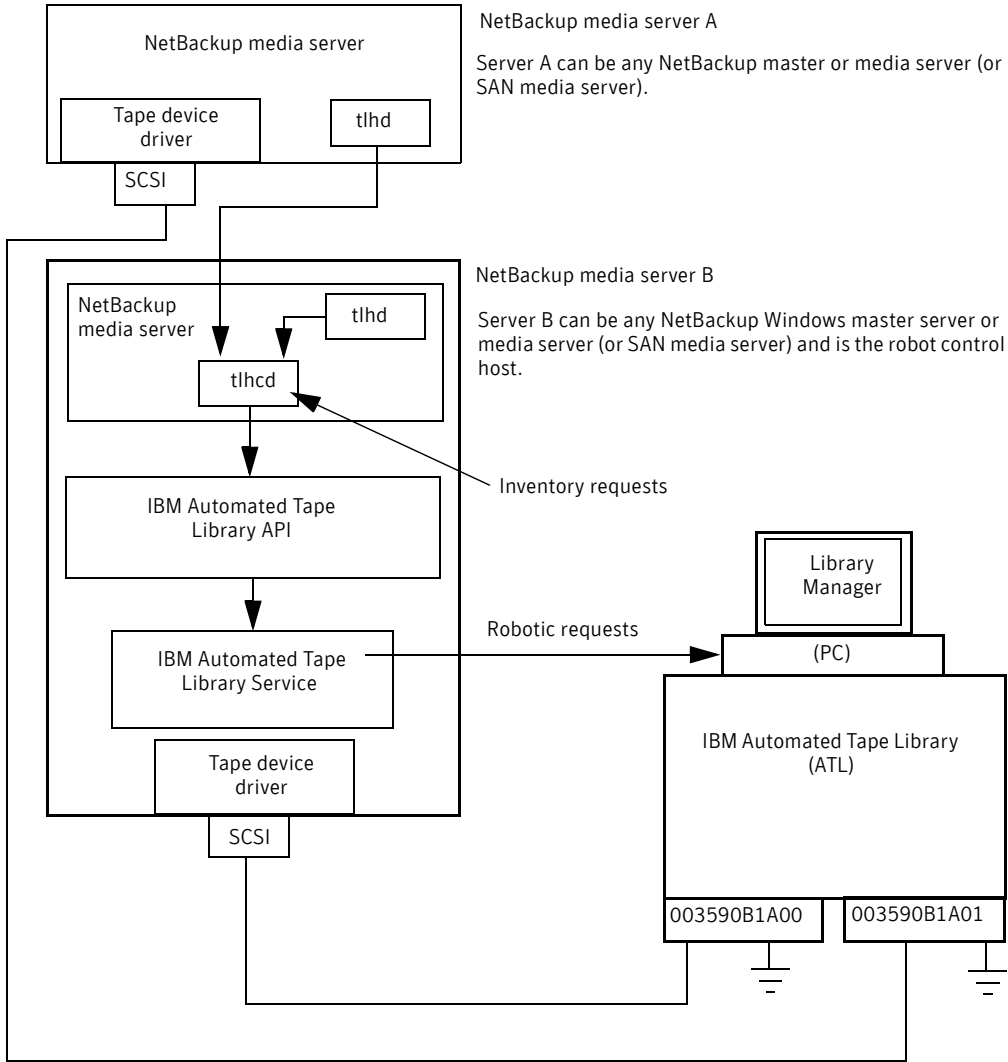 NetBackup media server A
NetBackup media server
Server A can be any NetBackup master or media server (or
SAN media server).
Tape device
driver
tlhd
SCSI
NetBackup media server B
NetBackup
media server
tlhd
Server B can be any NetBackup Windows master server or
media server (or SAN media server) and is the robot control
host.
tlhcd
Inventory requests
IBM Automated Tape
Library API
Library
Manager
Robotic requests
(PC)
IBM Automated Tape
Library Service
IBM Automated Tape Library
(ATL)
Tape device
driver
SCSI
003590B1A00
003590B1A01